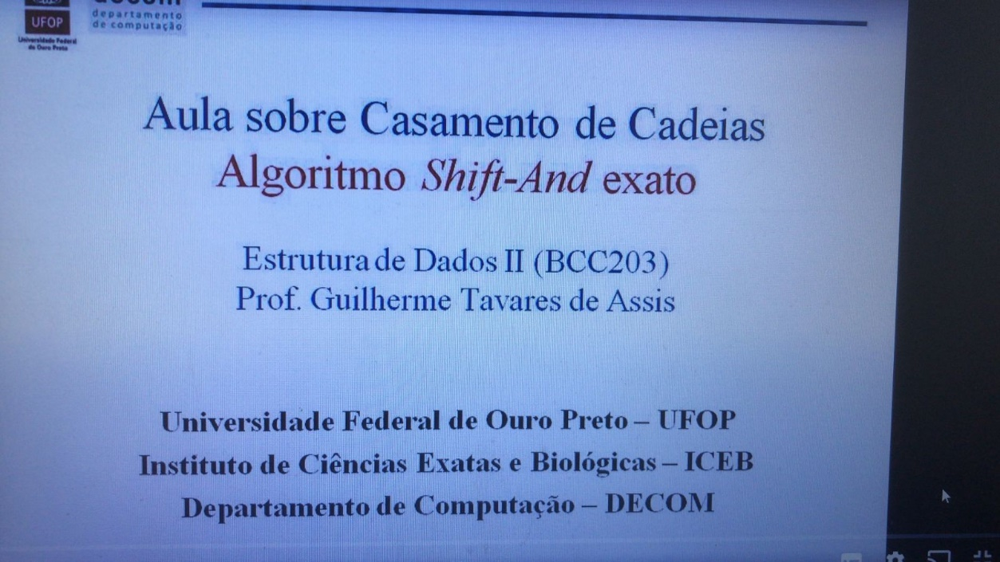 UFOP
Universidade Federal
de Ouro Preto
departamento
de computação
Aula sobre Casamento de Cadeias
Algoritmo Shift-And exato
Estrutura de Dados II (BCC203)
Prof. Guilherme Tavares de Assis
Universidade Federal de Ouro Preto – UFOP
Instituto de Ciências Exatas e Biológicas – ICEB
Departamento de Computação – DECOM